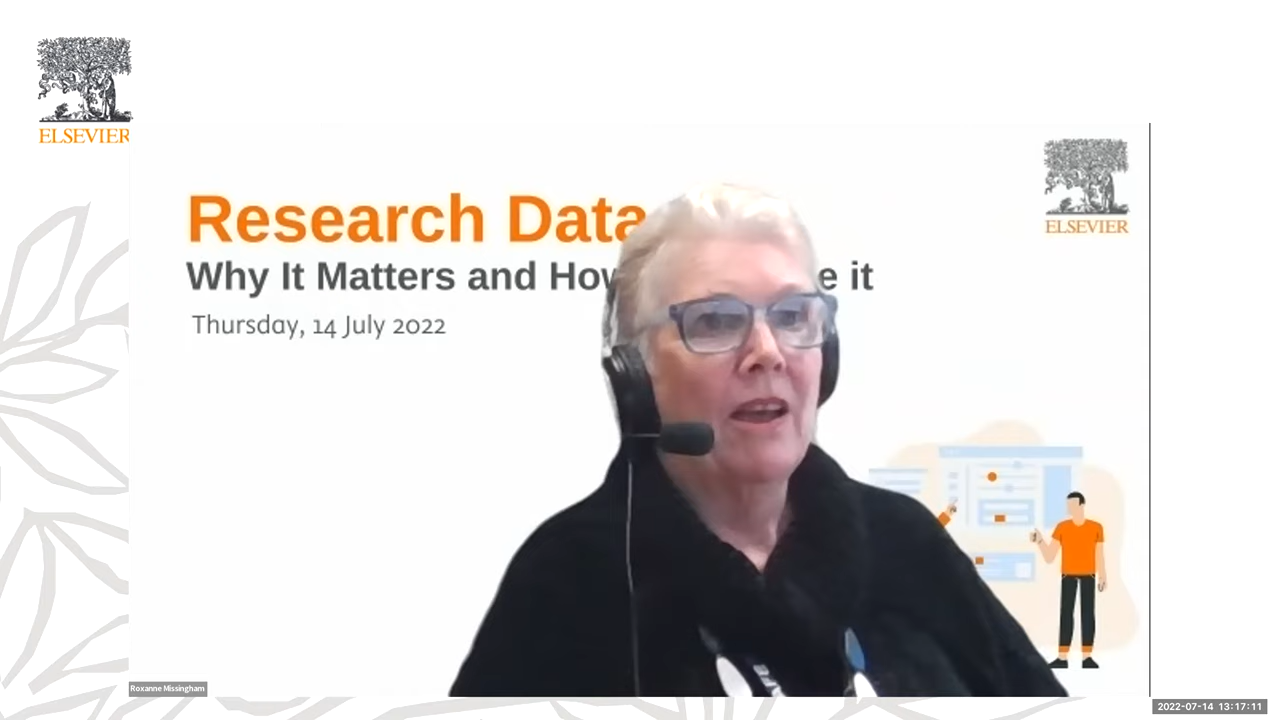 ELSEVIER
ELSEVIER
Research Data
Why It Matters and How e it
Thursday, 14 July 2022
Roxanne Missingham
2022-07-14 13:17:11